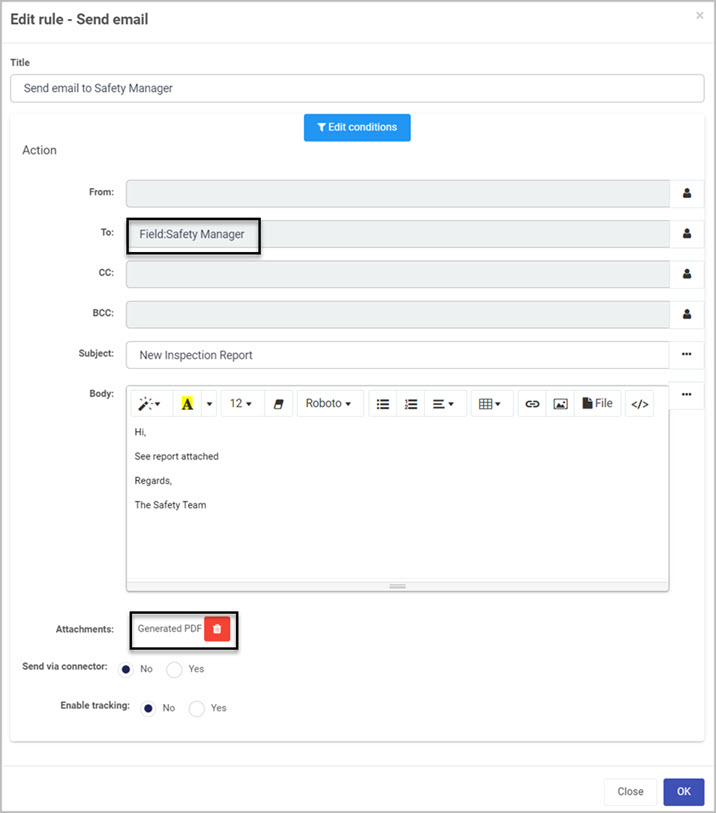 Edit rule - Send email ×
Title
Send email to Safety Manager
Edit conditions
Action
From:
To: Field:Safety Manager
CC:
BCC:
Subject: New Inspection Report ...
Body: ...
A 12 Roboto File </>
Hi,
See report attached
Regards,
The Safety Team
Attachments: Generated PDF
Send via connector: No Yes
Enable tracking: No Yes
Close OK